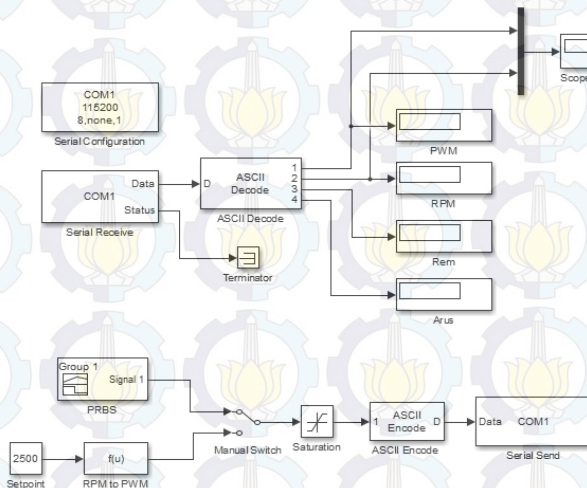 COM1
115200
8,none,1
Serial Configuration
COM1
Data
Status
Serial Receive
D
ASCII
Decode
1
2
3
4
ASCII Decode
Terminator
Scope
PWM
RPM
Rem
Arus
Group 1
Signal 1
PRBS
2500
Setpoint
f(u)
RPM to PWM
Manual Switch
Saturation
1
ASCII
Encode
D
ASCII Encode
Data
COM1
Serial Send